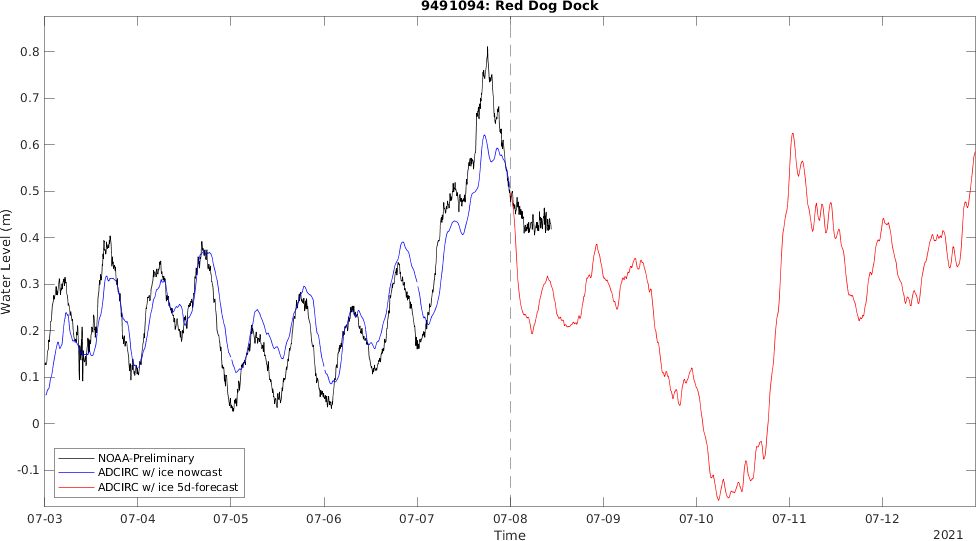 9491094: Red Dog Dock
Water Level (m)
0.8
0.7
0.6
0.5
0.4
0.3
0.2
0.1
0
-0.1
NOAA-Preliminary
ADCIRC w/ ice nowcast
ADCIRC w/ ice 5d-forecast
07-03 07-04 07-05 07-06 07-07 07-08 07-09 07-10 07-11 07-12
Time
2021